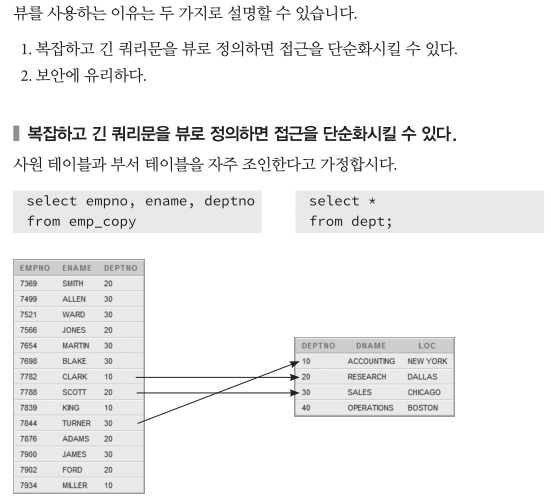 뷰를 사용하는 이유는 두 가지로 설명할 수 있습니다.
1. 복잡하고 긴 쿼리문을 뷰로 정의하면 접근을 단순화시킬 수 있다.
2. 보안에 유리하다.
복잡하고 긴 쿼리문을 뷰로 정의하면 접근을 단순화시킬 수 있다.
사원 테이블과 부서 테이블을 자주 조인한다고 가정합시다.
select empno, ename, deptno
from emp_copy
select *
from dept;
EMPNO ENAME DEPTNO
7369 SMITH 20
7499 ALLEN 30
7521 WARD 30
7566 JONES 20
7654 MARTIN 30
7698 BLAKE 30
7782 CLARK 10
7788 SCOTT 20
7839 KING 10
7844 TURNER 30
7876 ADAMS 20
7900 JAMES 30
7902 FORD 20
7934 MILLER 10
DEPTNO DNAME LOC
10 ACCOUNTING NEW YORK
20 RESEARCH DALLAS
30 SALES CHICAGO
40 OPERATIONS BOSTON